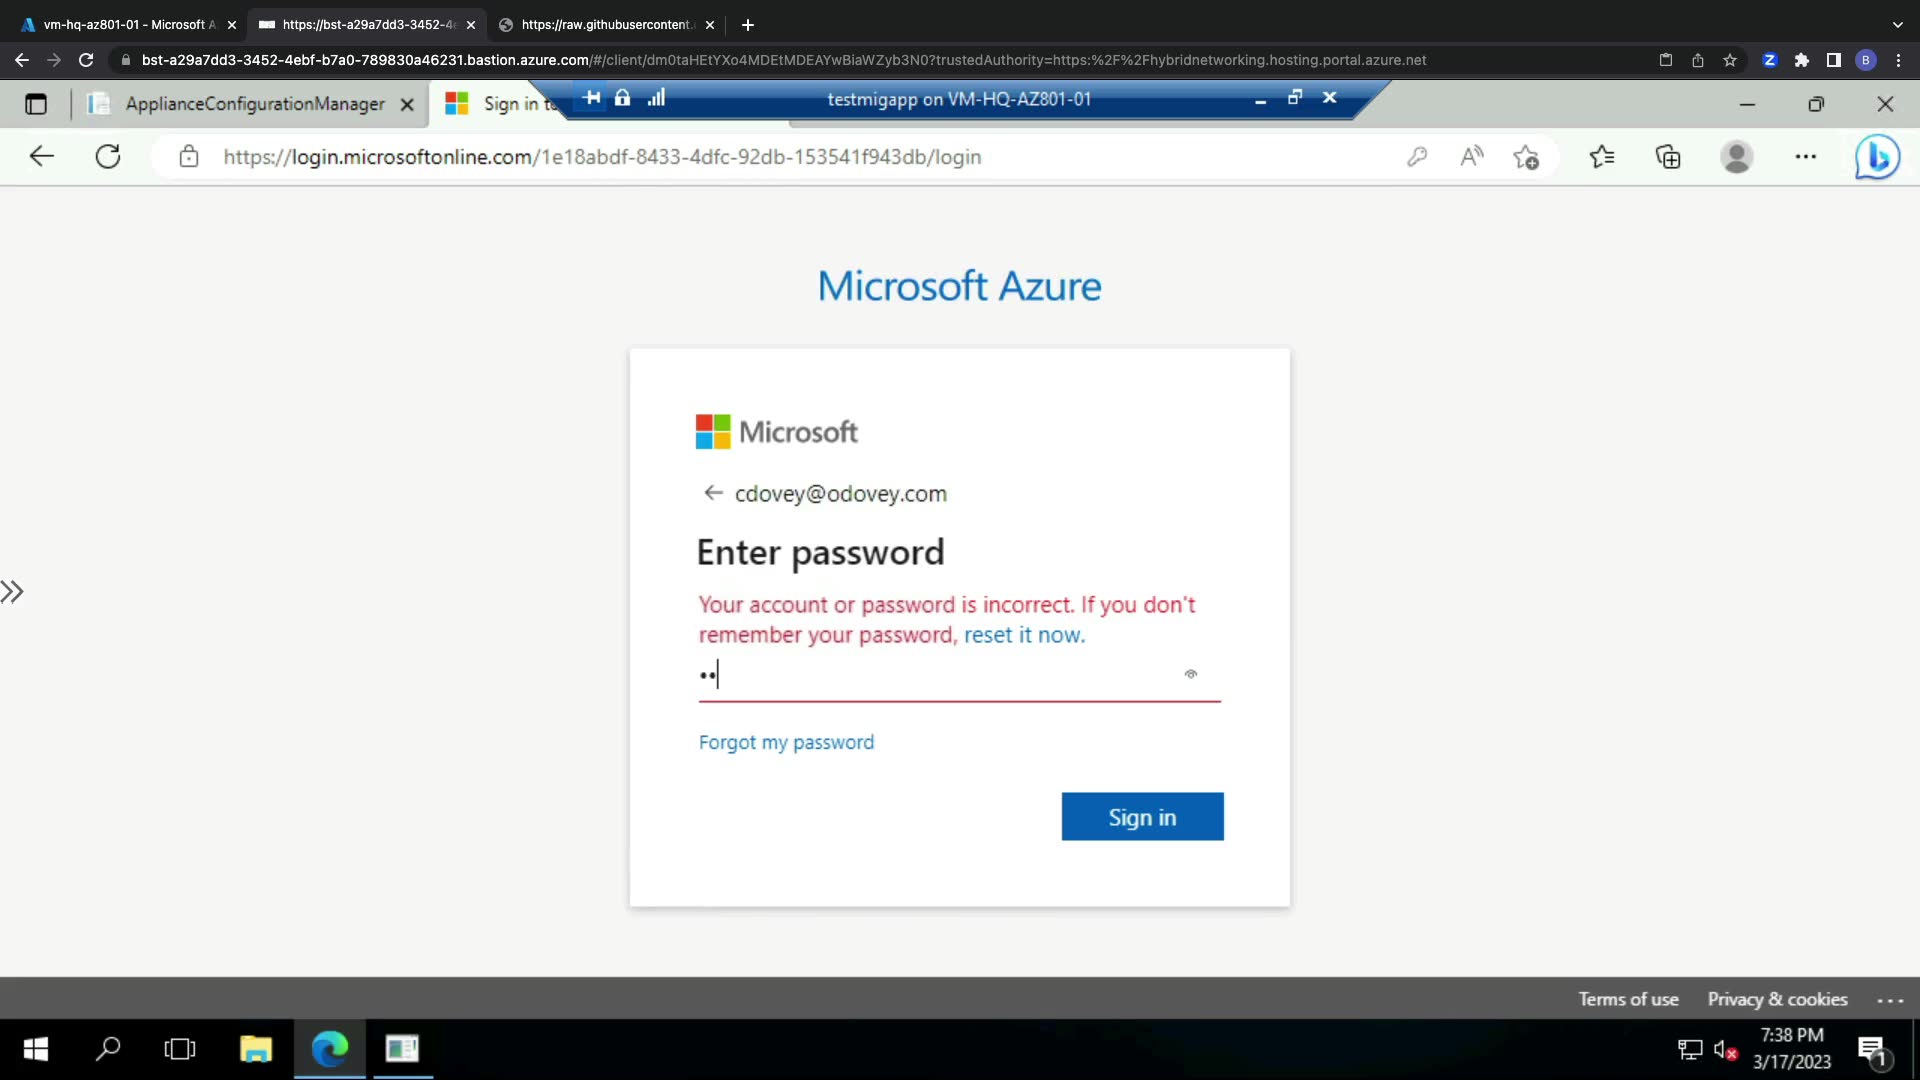 vm-hq-az801-01 - Microsoft A
https://bst-a29a7dd3-3452-4e
https://raw.githubusercontent.
bst-a29a7dd3-3452-4ebf-b7a0-789830a46231.bastion.azure.com/#/client/dm0taHEtYXo4MDEtMDEAYwBiaWZyb3N0?trustedAuthority=https:%2F%2Fhybridnetworking.hosting.portal.azure.net
B
ApplianceConfigurationManager
Sign in to
testmigapp on VM-HQ-AZ801-01
https://login.microsoftonline.com/1e18abdf-8433-4dfc-92db-153541f943db/login
Microsoft Azure
Microsoft
cdovey@odovey.com
Enter password
Your account or password is incorrect. If you don't
remember your password, reset it now.
Forgot my password
Sign in
Terms of use
Privacy & cookies
7:38 PM
3/17/2023
1